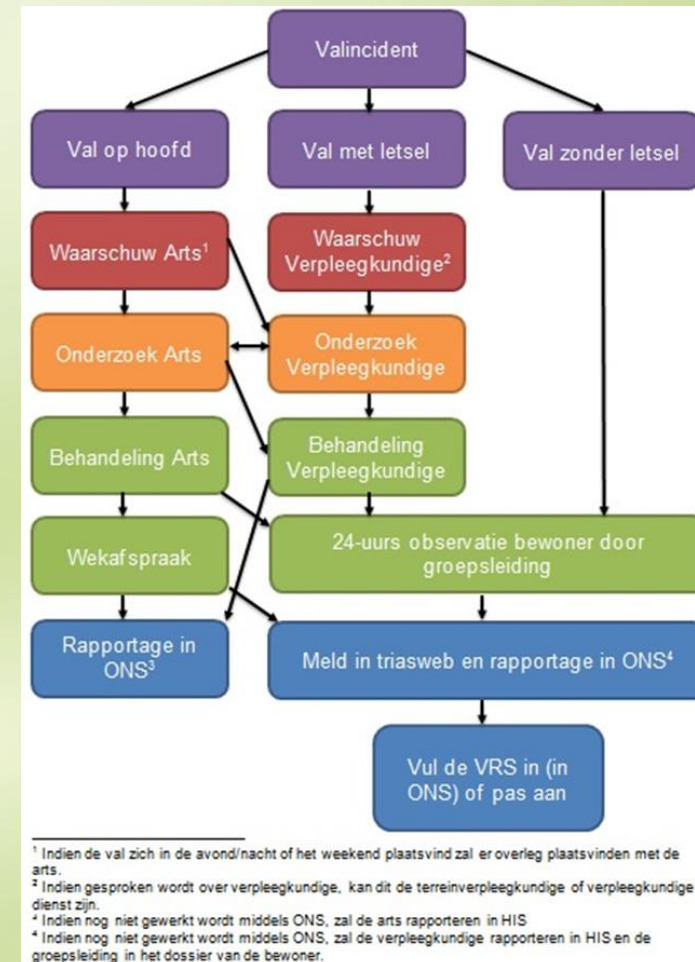 Valincident
Val op hoofd
Val met letsel
Val zonder letsel
Waarschuw Arts¹
Waarschuw
Verpleegkundige²
Onderzoek Arts
Onderzoek
Verpleegkundige
Behandeling Arts
Behandeling
Verpleegkundige
Wekafspraak
24-uurs observatie bewoner door
groepsleiding
Rapportage in
ONS³
Meld in triasweb en rapportage in ONS⁴
Vul de VRS in (in
ONS) of pas aan
¹ Indien de val zich in de avond/nacht of het weekend plaatsvind zal er overleg plaatsvinden met de
arts.
² Indien gesproken wordt over verpleegkundige, kan dit de terreinverpleegkundige of verpleegkundige
dienst zijn.
³ Indien nog niet gewerkt wordt middels ONS, zal de arts rapporteren in HIS
⁴ Indien nog niet gewerkt wordt middels ONS, zal de verpleegkundige rapporteren in HIS en de
groepsleiding in het dossier van de bewoner.